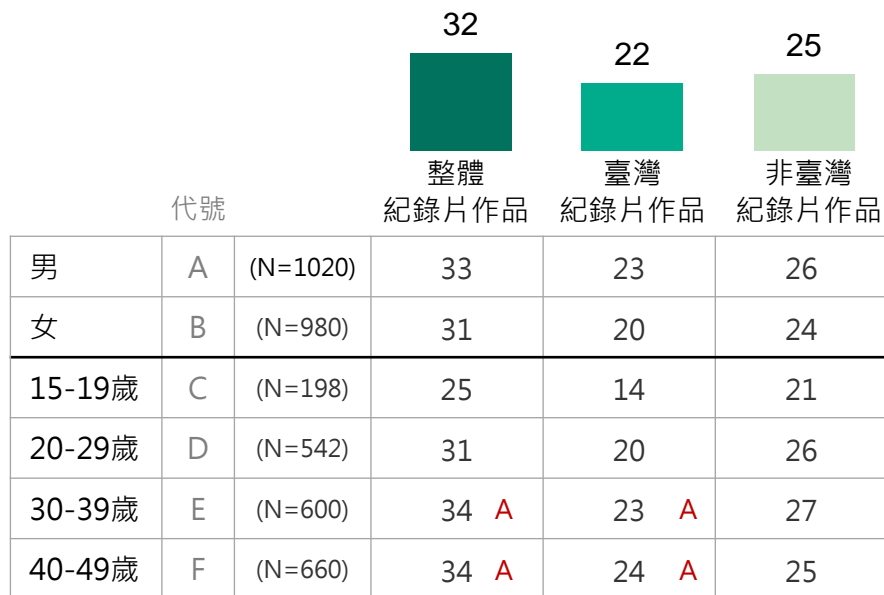 32
22
25
整體
紀錄片作品
臺灣
紀錄片作品
非臺灣
紀錄片作品
代號
男 A (N=1020) 33 23 26
女 B (N=980) 31 20 24
15-19歲 C (N=198) 25 14 21
20-29歲 D (N=542) 31 20 26
30-39歲 E (N=600) 34 A 23 A 27
40-49歲 F (N=660) 34 A 24 A 25